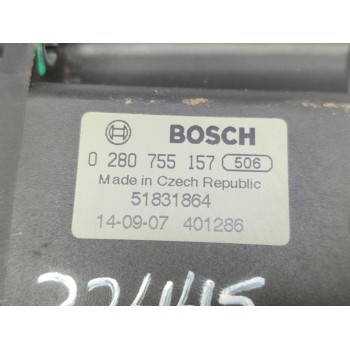 BOSCH
0 280 755 157 506
Made in Czech Republic
51831864
14-09-07 401286